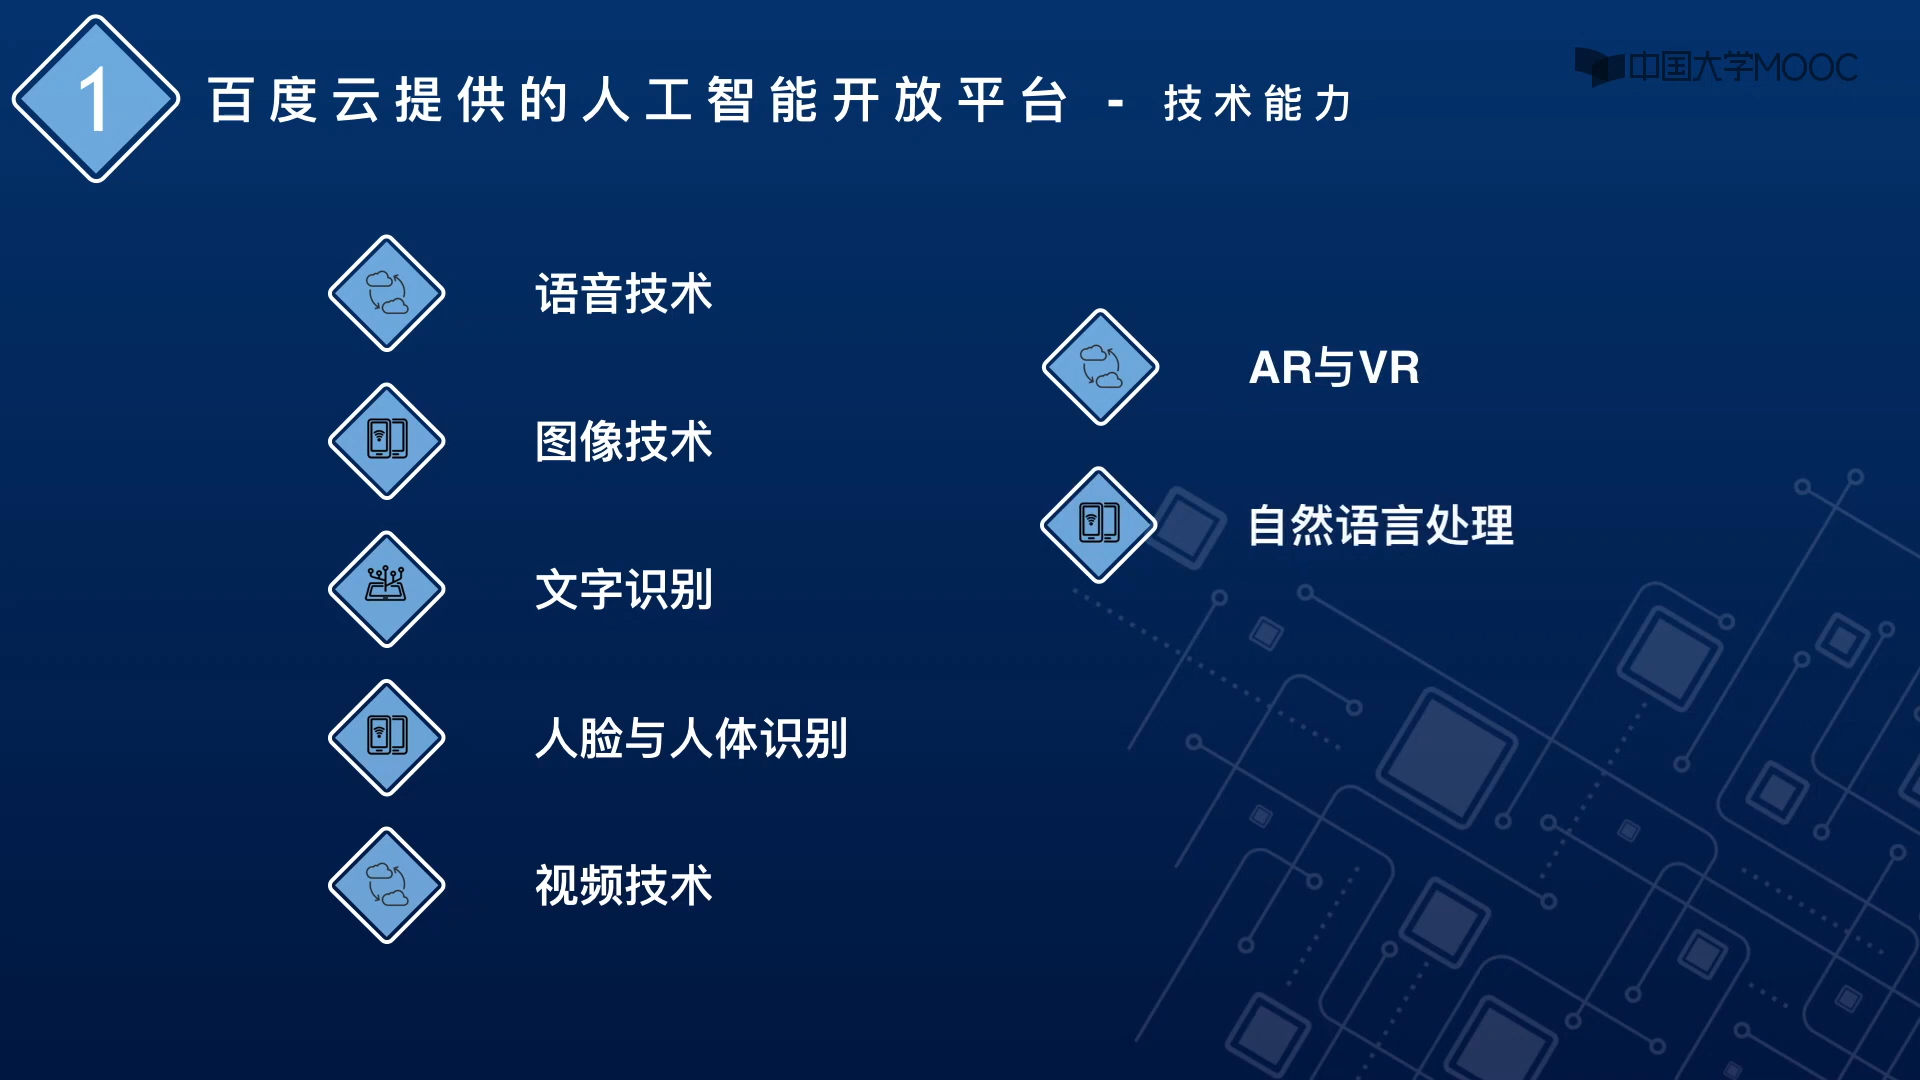 1
百度云提供的人工智能开放平台 - 技术能力
中国大学MOOC
语音技术
图像技术
文字识别
人脸与人体识别
视频技术
AR与VR
自然语言处理